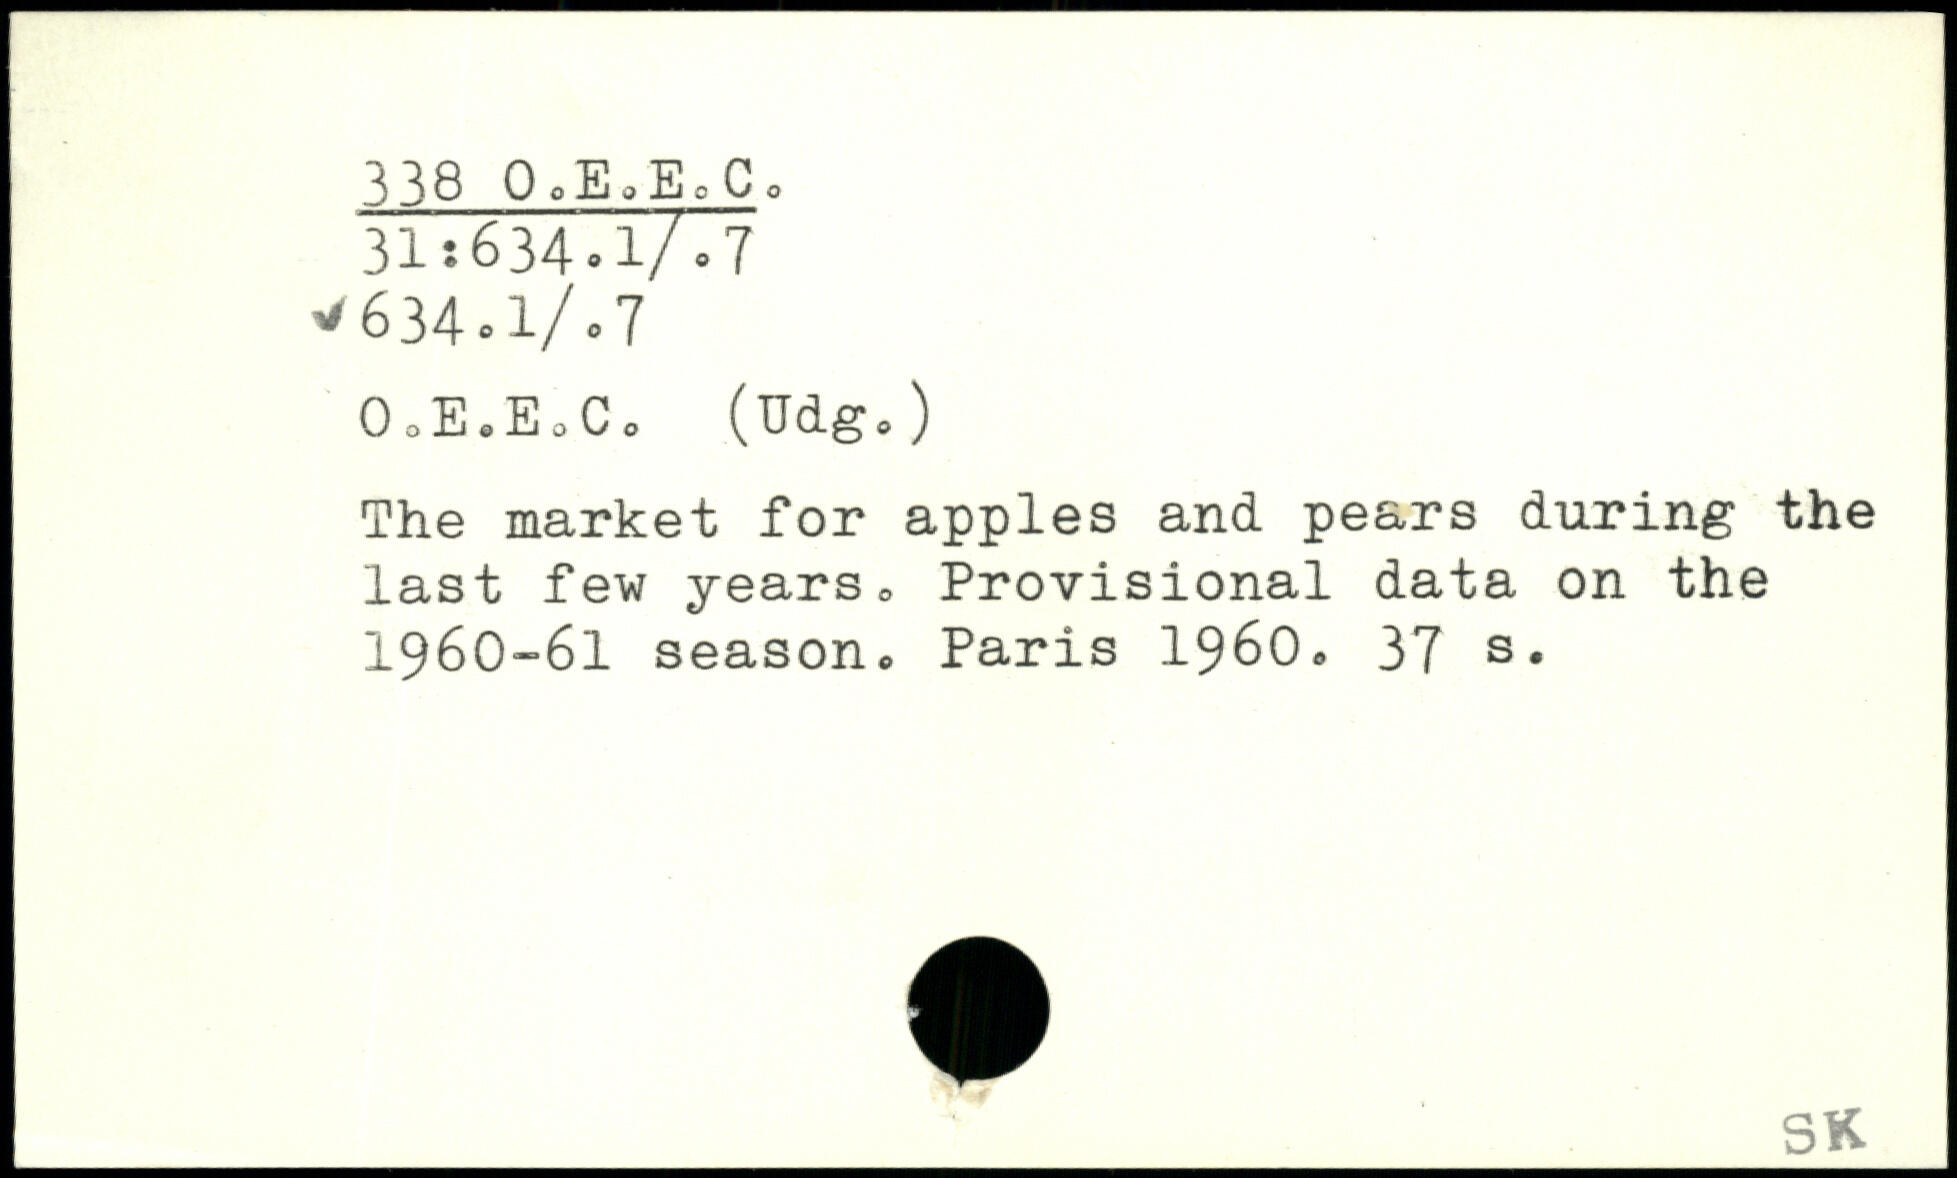 338 O.E.E.C.
31:634.1/.7
✓634.1/.7
O.E.E.C. (Udg.)
The market for apples and pears during the
last few years. Provisional data on the
1960-61 season. Paris 1960. 37 s.
SK